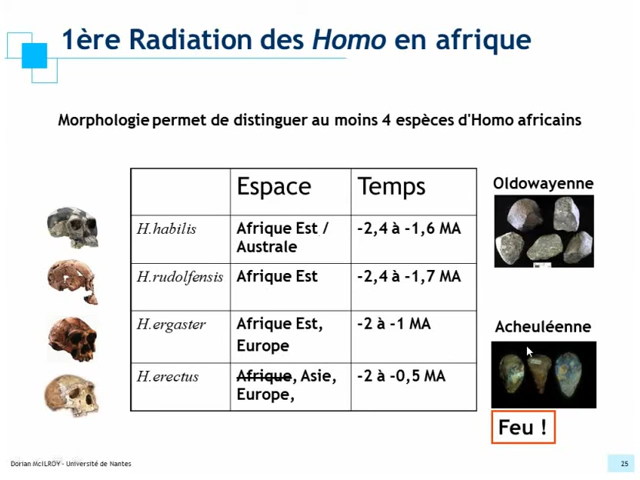 1ère Radiation des Homo en afrique
Morphologie permet de distinguer au moins 4 espèces d'Homo africains
Espace Temps
H.habilis Afrique Est / Australe -2,4 à -1,6 MA
H.rudolfensis Afrique Est -2,4 à -1,7 MA
H.ergaster Afrique Est, Europe -2 à -1 MA
H.erectus Afrique, Asie, Europe, -2 à -0,5 MA
Oldowayenne
Acheuléenne
Feu !
Dorian McILROY - Université de Nantes
25